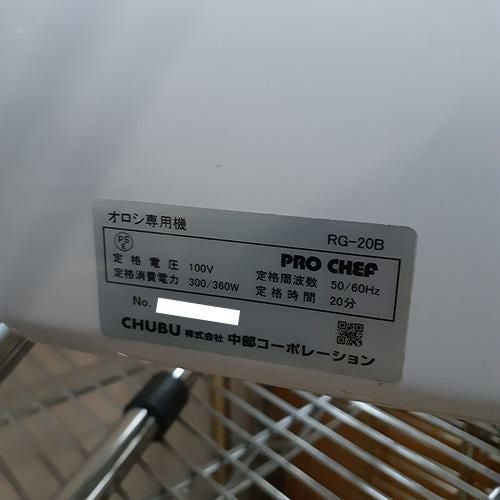 オロシ専用機 RG-20B
PS E PRO CHEF
定格電圧 100V 定格周波数 50/60Hz
定格消費電力 300/360W 定格時間 20分
No.
CHUBU 株式会社 中部コーポレーション